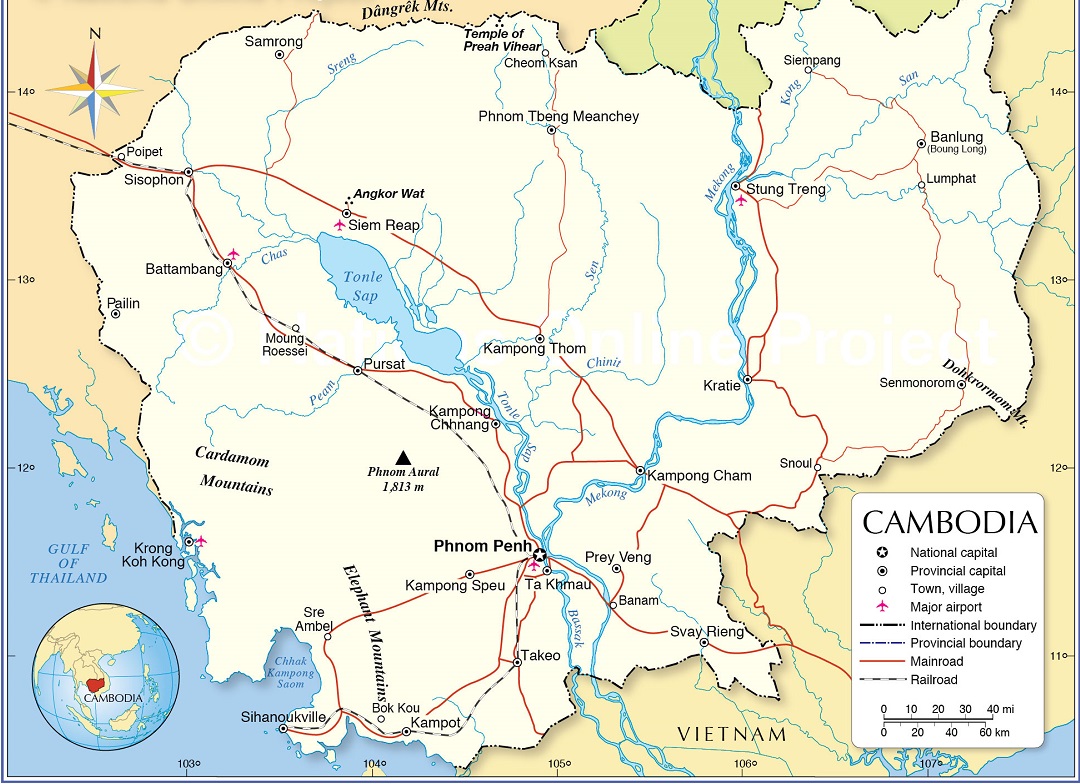 Dângrêk Mts.
N
Samrong
Sreng
Temple of
Preah Vihear
Cheom Ksan
Siempang
Kong
San
14°
14°
Phnom Tbeng Meanchey
Banlung
(Boung Long)
Poipet
Sisophon
Mekong
Stung Treng
Lumphat
Angkor Wat
Siem Reap
Chas
Battambang
Tonle
Sap
Sen
13°
13°
Pailin
Moung
Roessei
© Nations Online Project
Kampong Thom
Pursat
Chinit
Peam
Kratie
Senmonorom
Dohkrormom Mt.
Kampong
Chhnang
Tonle
Sap
Cardamom
Mountains
Phnom Aural
1,813 m
12°
12°
Snoul
Kampong Cham
Mekong
Krong
Koh Kong
GULF
OF
THAILAND
Phnom Penh
Prey Veng
Kampong Speu
Ta Khmau
Banam
Elephant Mountains
Sre
Ambel
Bassak
Svay Rieng
Takeo
11°
Chhak
Kampong
Saom
CAMBODIA
Bok Kou
Sihanoukville
Kampot
VIETNAM
103°
104°
105°
106°
107°
CAMBODIA
National capital
Provincial capital
Town, village
Major airport
International boundary
Provincial boundary
Mainroad
Railroad
0 20 30 40 mi
0 20 40 60 km